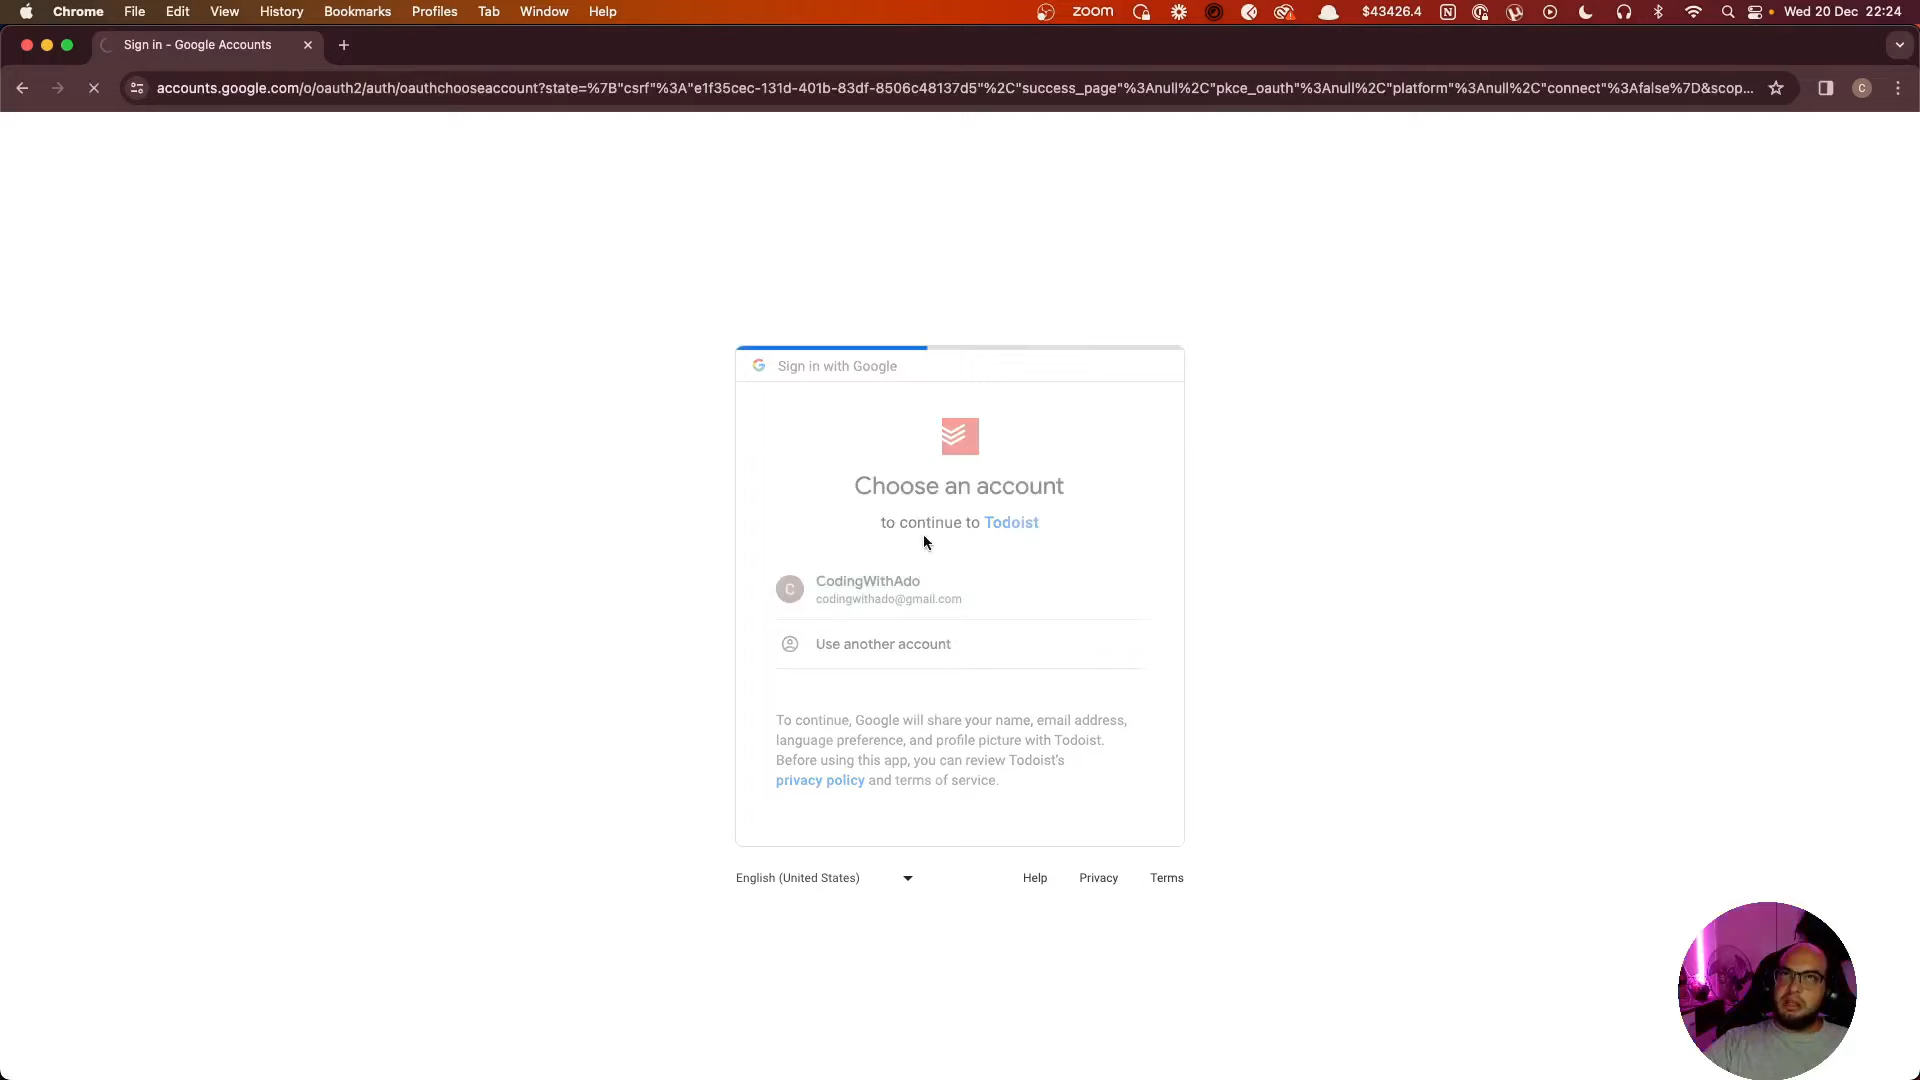 Chrome File Edit View History Bookmarks Profiles Tab Window Help zoom $43426.4 Wed 20 Dec 22:24
Sign in - Google Accounts
accounts.google.com/o/oauth2/auth/oauthchooseaccount?state=%7B"csrf"%3A"e1f35cec-131d-401b-83df-8506c48137d5"%2C"success_page"%3Anull%2C"pkce_oauth"%3Anull%2C"platform"%3Anull%2C"connect"%3Afalse%7D&scop...
C
Sign in with Google
Choose an account
to continue to Todoist
C
CodingWithAdo
codingwithado@gmail.com
Use another account
To continue, Google will share your name, email address,
language preference, and profile picture with Todoist.
Before using this app, you can review Todoist's
privacy policy and terms of service.
English (United States) Help Privacy Terms